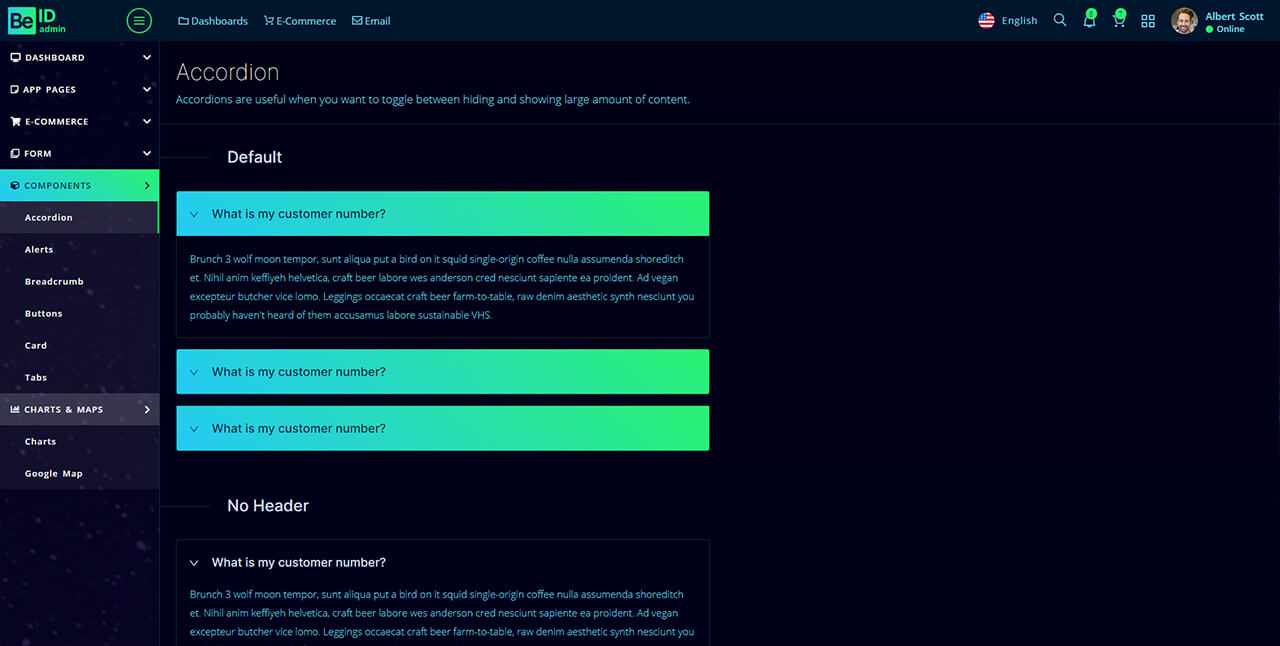 Be ID admin
Dashboards E-Commerce Email
English
Albert Scott
Online
DASHBOARD
APP PAGES
E-COMMERCE
FORM
COMPONENTS
Accordion
Alerts
Breadcrumb
Buttons
Card
Tabs
CHARTS & MAPS
Charts
Google Map
Accordion
Accordions are useful when you want to toggle between hiding and showing large amount of content.
Default
What is my customer number?
Brunch 3 wolf moon tempor, sunt aliqua put a bird on it squid single-origin coffee nulla assumenda shoreditch
et. Nihil anim keffiyeh helvetica, craft beer labore wes anderson cred nesciunt sapiente ea proident. Ad vegan
excepteur butcher vice lomo. Leggings occaecat craft beer farm-to-table, raw denim aesthetic synth nesciunt you
probably haven't heard of them accusamus labore sustainable VHS.
What is my customer number?
What is my customer number?
No Header
What is my customer number?
Brunch 3 wolf moon tempor, sunt aliqua put a bird on it squid single-origin coffee nulla assumenda shoreditch
et. Nihil anim keffiyeh helvetica, craft beer labore wes anderson cred nesciunt sapiente ea proident. Ad vegan
excepteur butcher vice lomo. Leggings occaecat craft beer farm-to-table, raw denim aesthetic synth nesciunt you